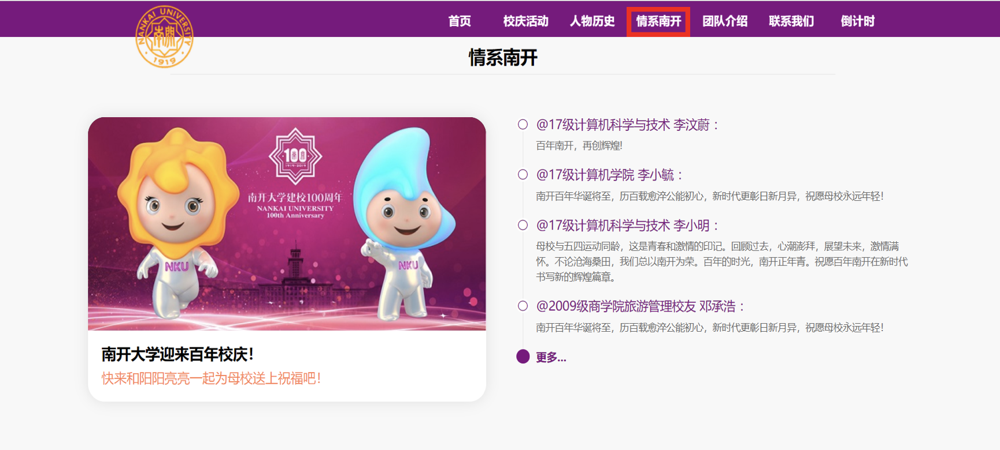 NANKAI UNIVERSITY
南開
1919
首页 校庆活动 人物历史 情系南开 团队介绍 联系我们 倒计时
情系南开
100
1919-2019
南开大学建校100周年
NANKAI UNIVERSITY
100th Anniversary
NKU
NKU
南开大学迎来百年校庆！
快来和阳阳亮亮一起为母校送上祝福吧！
@17级计算机科学与技术 李汶蔚：
百年南开，再创辉煌!
@17级计算机学院 李小毓：
南开百年华诞将至，历百载愈淬公能初心，新时代更彰日新月异，祝愿母校永远年轻！
@17级计算机科学与技术 李小明：
母校与五四运动同龄，这是青春和激情的印记。回顾过去，心潮澎拜，展望未来，激情满
怀。不论沧海桑田，我们总以南开为荣。百年的时光，南开正年青。祝愿百年南开在新时代
书写新的辉煌篇章。
@2009级商学院旅游管理校友 邓承浩：
南开百年华诞将至，历百载愈淬公能初心，新时代更彰日新月异，祝愿母校永远年轻！
更多...